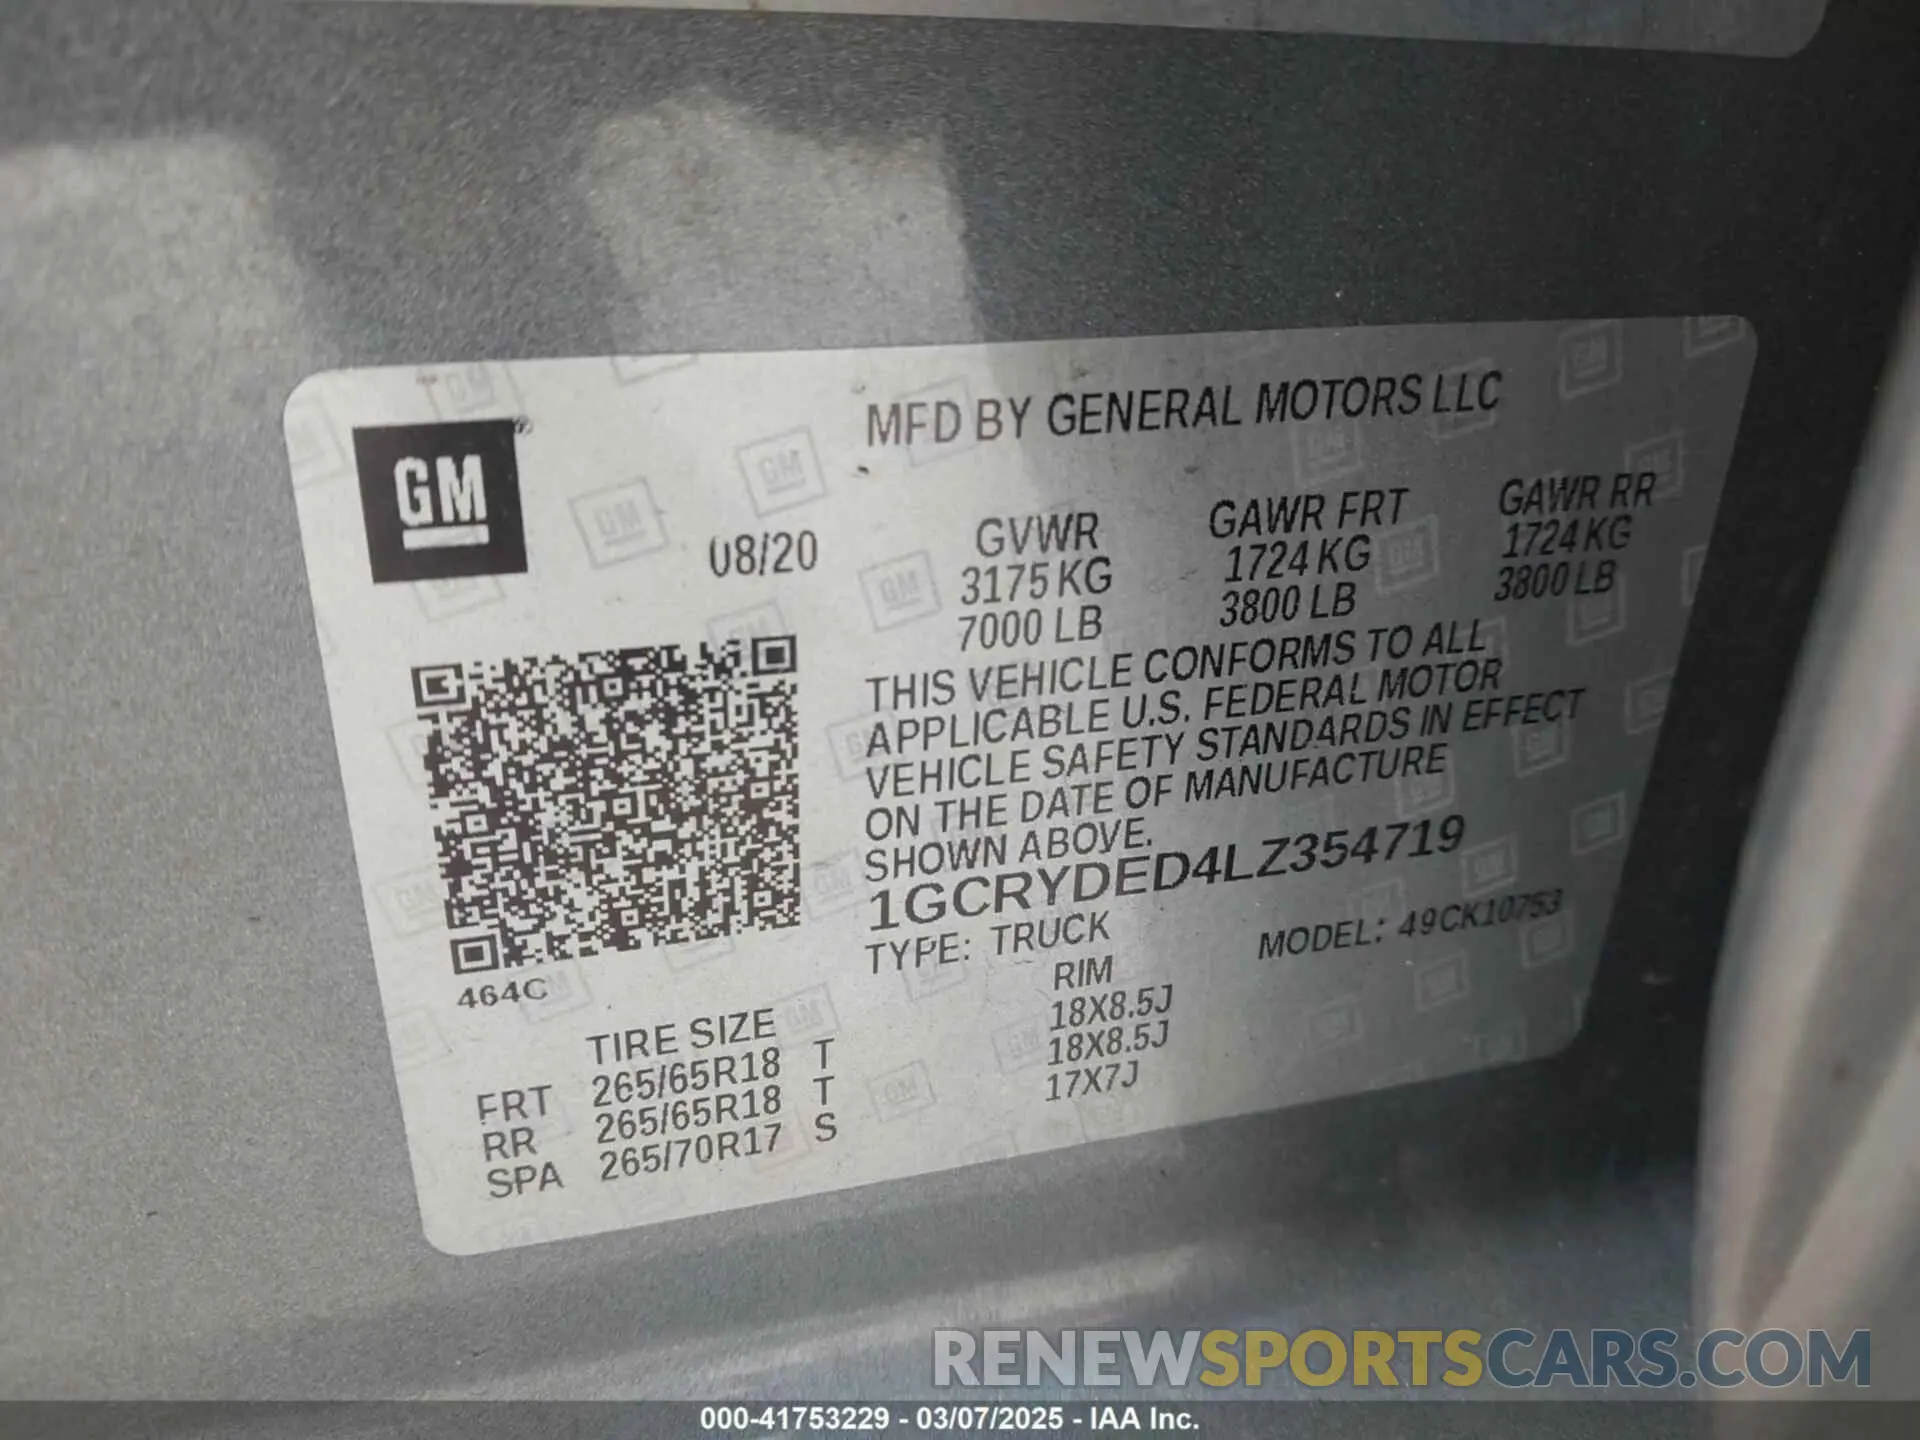 GM®
MFD BY GENERAL MOTORS LLC
08/20
GVWR GAWR FRT GAWR RR
3175 KG 1724 KG 1724 KG
7000 LB 3800 LB 3800 LB
THIS VEHICLE CONFORMS TO ALL
APPLICABLE U.S. FEDERAL MOTOR
VEHICLE SAFETY STANDARDS IN EFFECT
ON THE DATE OF MANUFACTURE
SHOWN ABOVE.
1GCRYDED4LZ354719
TYPE: TRUCK MODEL: 49CK10753
464C
TIRE SIZE RIM
FRT 265/65R18 T 18X8.5J
RR 265/65R18 T 18X8.5J
SPA 265/70R17 S 17X7J
RENEWSPORTSCARS.COM
000-41753229 - 03/07/2025 - IAA Inc.